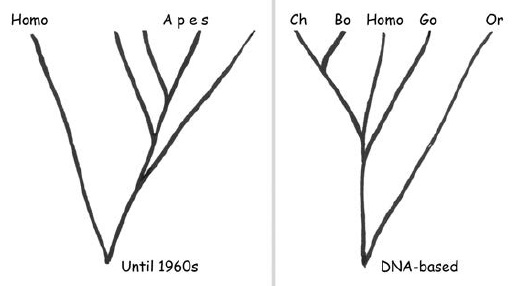 Homo
A p e s
Until 1960s
Ch Bo Homo Go Or
DNA-based